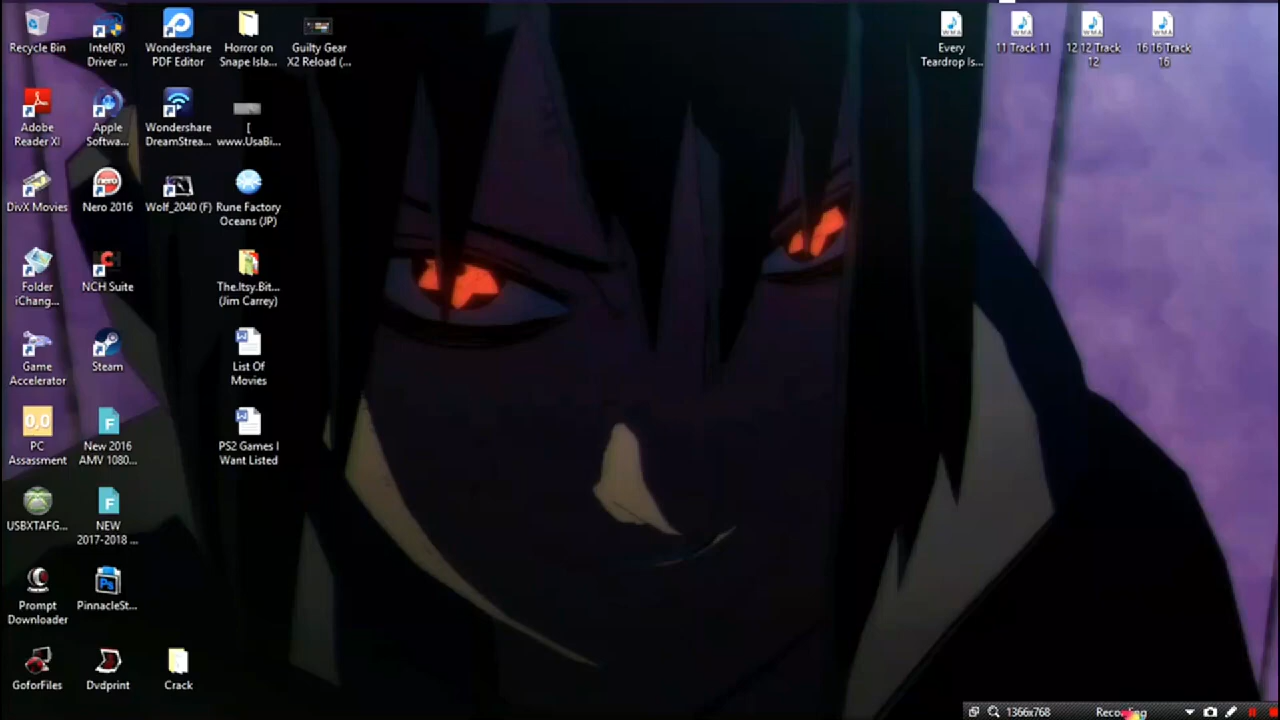 Recycle Bin
Intel(R)
Driver ...
Wondershare
PDF Editor
Horror on
Snape Isla...
Guilty Gear
X2 Reload (...
Every
Teardrop Is...
11 Track 11
12 12 Track
12
16 16 Track
16
Adobe
Reader XI
Apple
Softwa...
Wondershare
DreamStrea...
[
www.UsaBi...
DivX Movies
Nero 2016
Wolf_2040 (F)
Rune Factory
Oceans (JP)
Folder
iChang...
NCH Suite
The.Itsy.Bit...
(Jim Carrey)
Game
Accelerator
Steam
List Of
Movies
0,0
PC
Assassment
New 2016
AMV 1080...
PS2 Games I
Want Listed
USBXTAFG...
NEW
2017-2018 ...
Prompt
Downloader
PinnacleSt...
GoforFiles
Dvdprint
Crack
1366x768
Recording